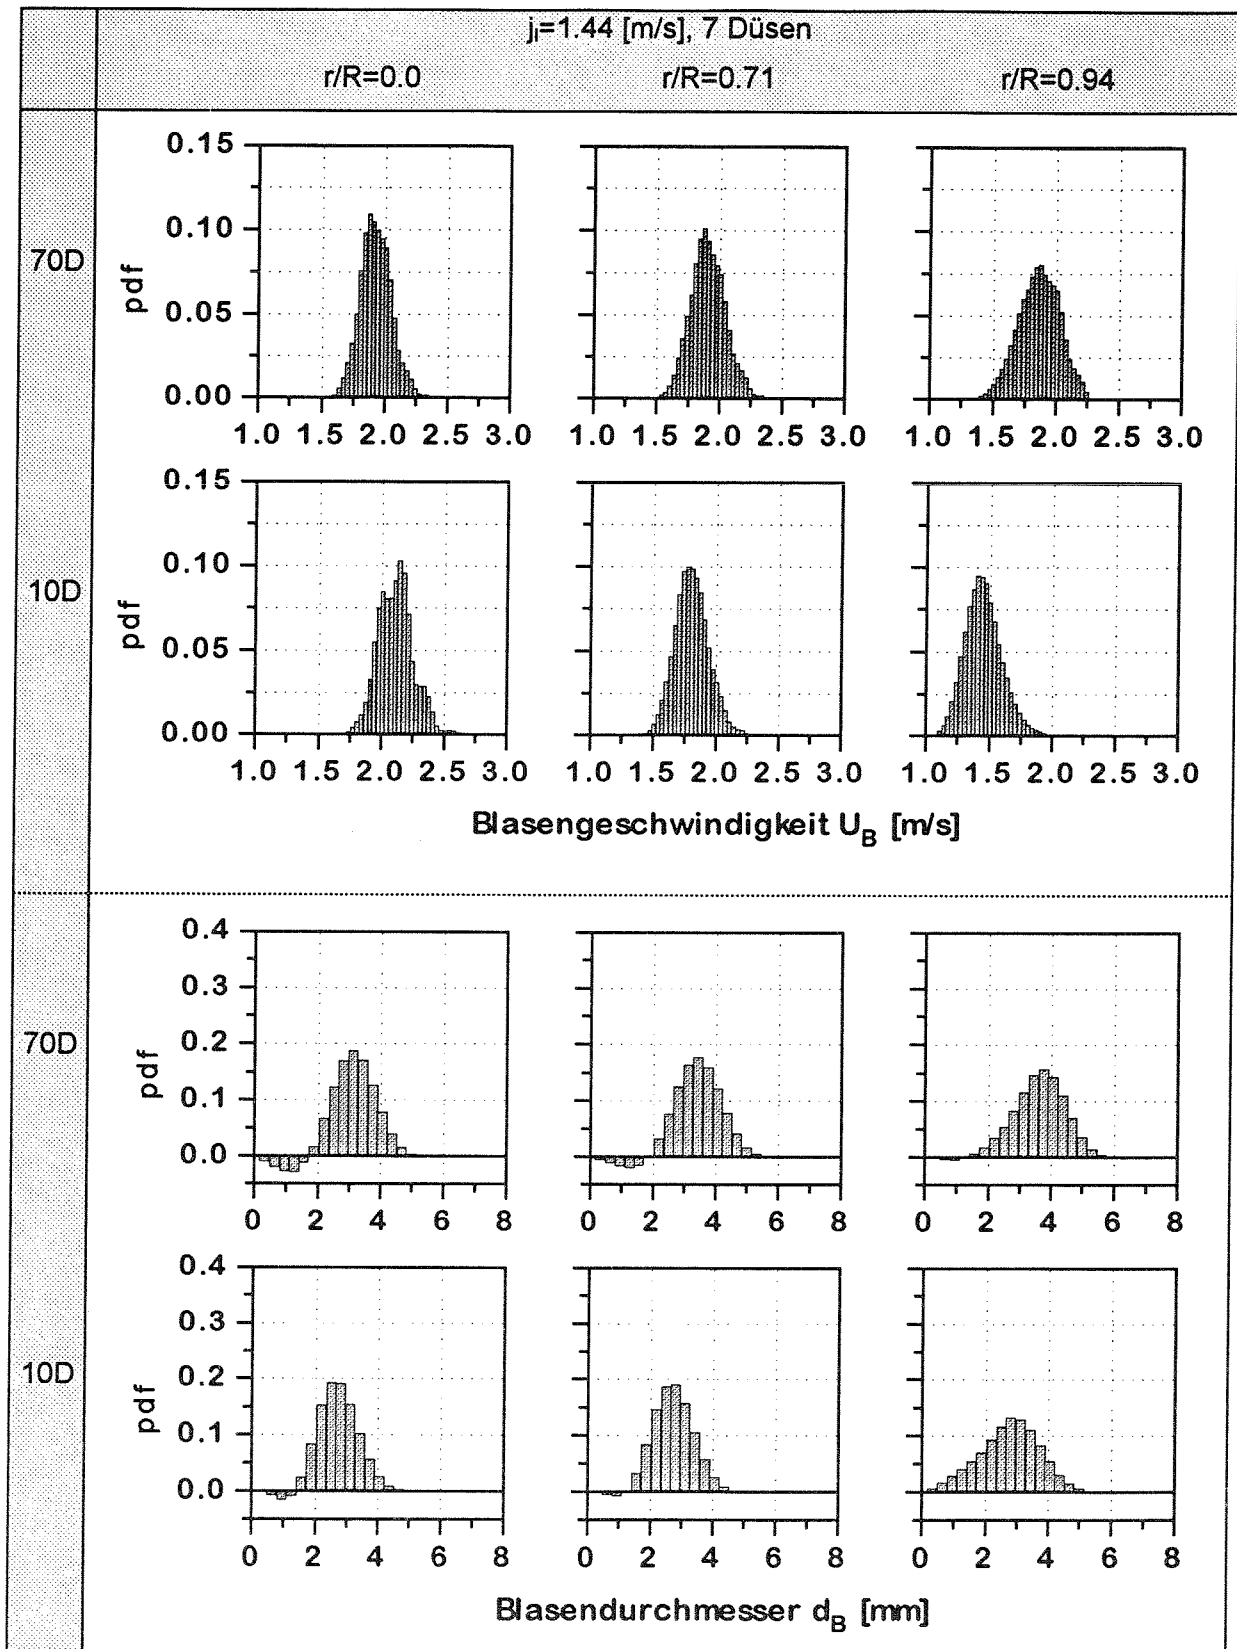 jl=1.44 [m/s], 7 Düsen
r/R=0.0 r/R=0.71 r/R=0.94
70D
pdf
0.15
0.10
0.05
0.00
1.0 1.5 2.0 2.5 3.0 1.0 1.5 2.0 2.5 3.0 1.0 1.5 2.0 2.5 3.0
10D
pdf
0.15
0.10
0.05
0.00
1.0 1.5 2.0 2.5 3.0 1.0 1.5 2.0 2.5 3.0 1.0 1.5 2.0 2.5 3.0
Blasengeschwindigkeit UB [m/s]
70D
pdf
0.4
0.3
0.2
0.1
0.0
0 2 4 6 8 0 2 4 6 8 0 2 4 6 8
10D
pdf
0.4
0.3
0.2
0.1
0.0
0 2 4 6 8 0 2 4 6 8 0 2 4 6 8
Blasendurchmesser dB [mm]